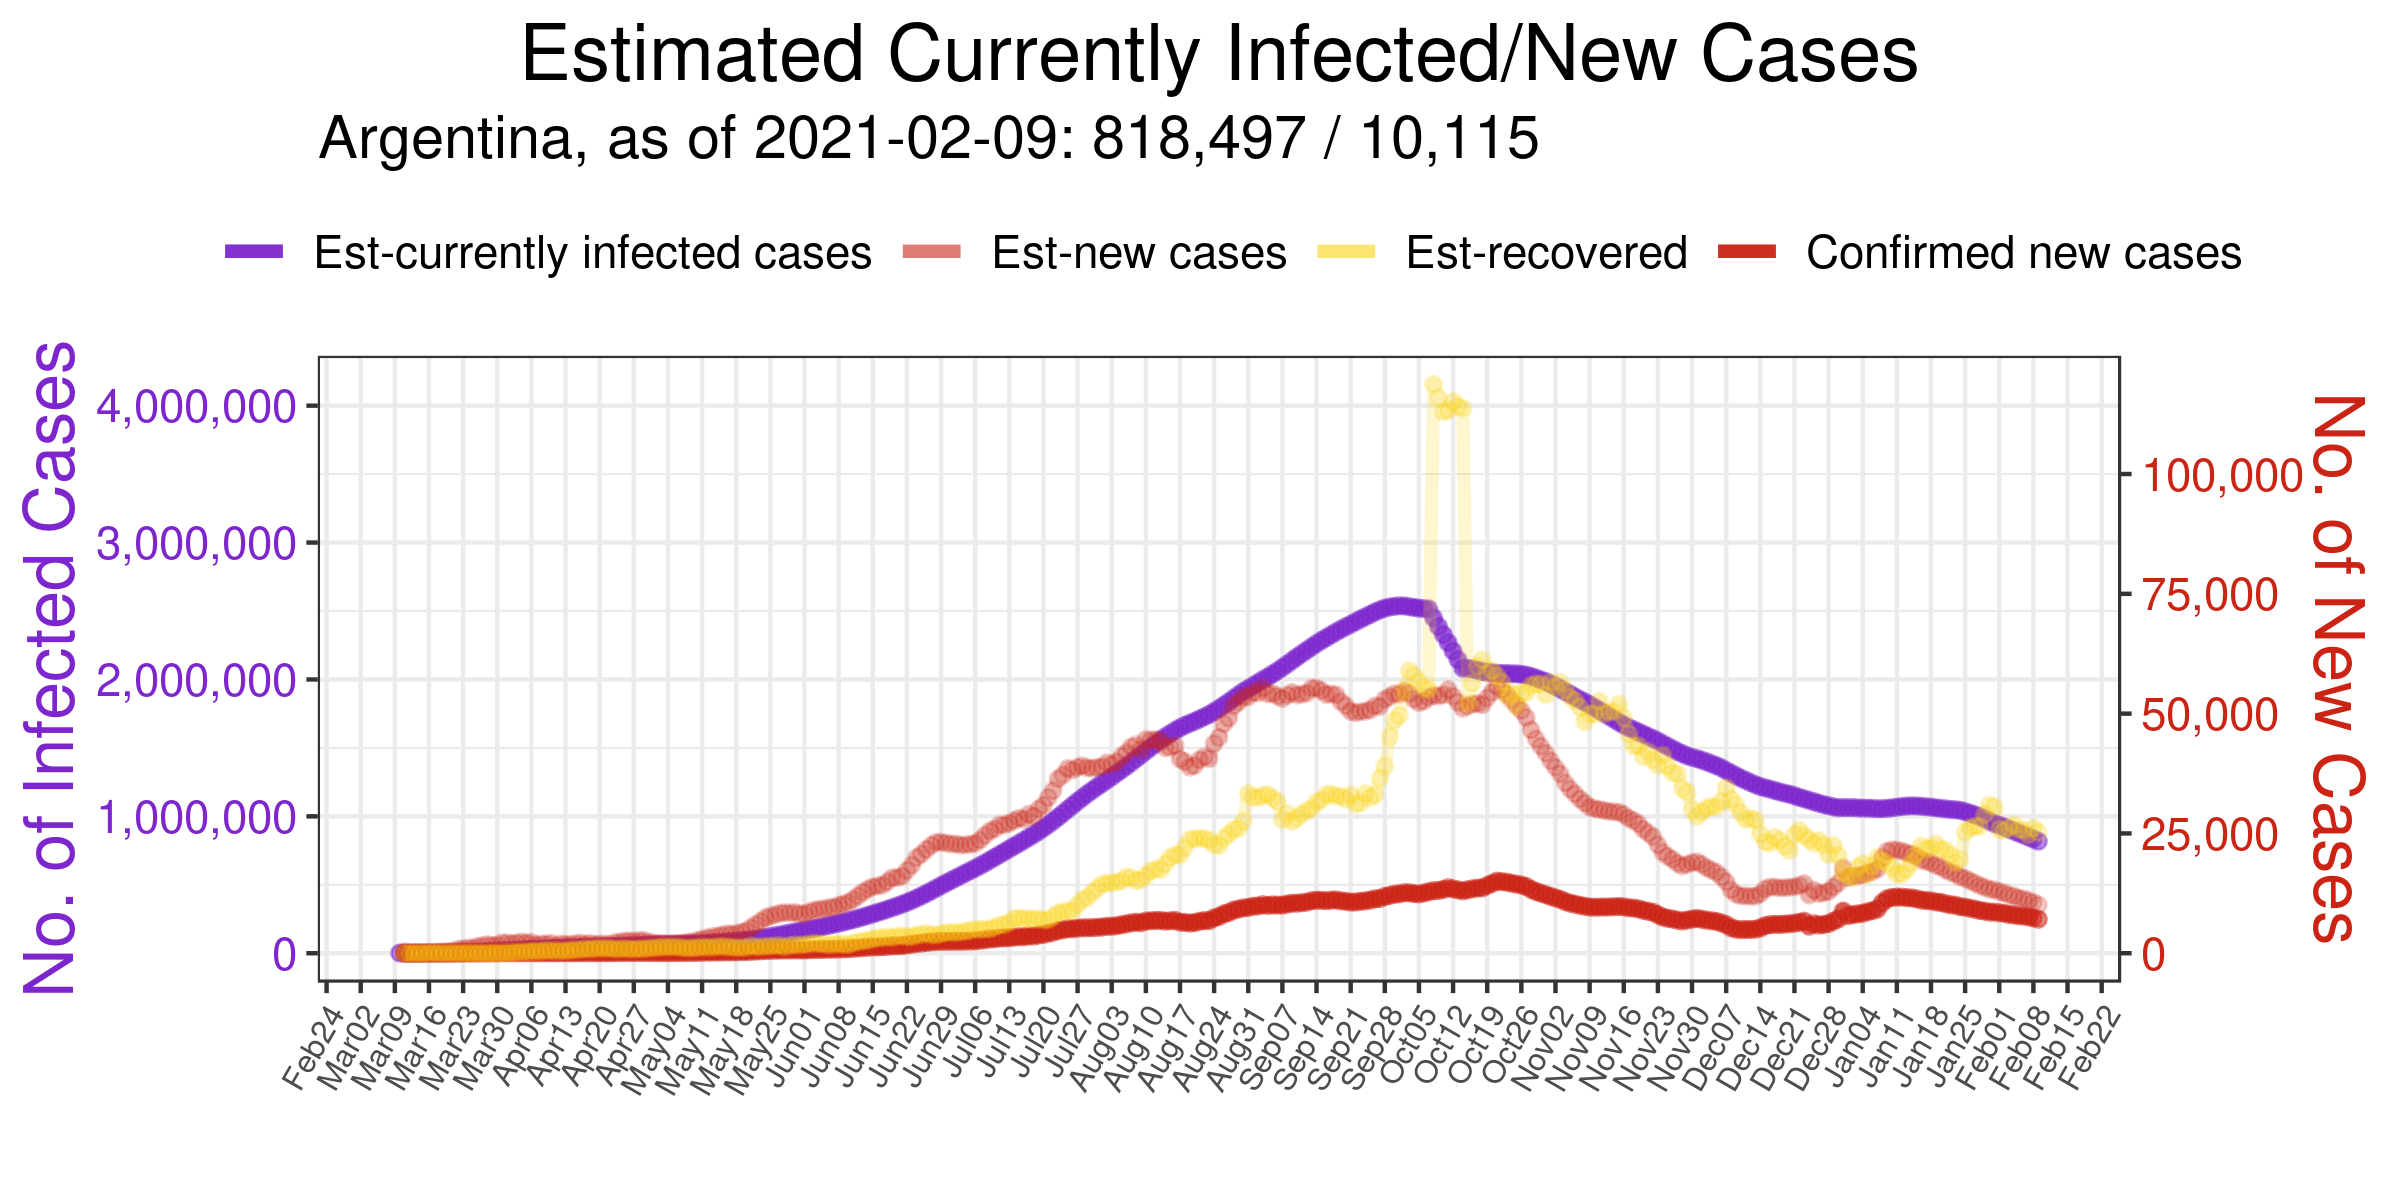 Estimated Currently Infected/New Cases
Argentina, as of 2021-02-09: 818,497 / 10,115
Est-currently infected cases Est-new cases Est-recovered Confirmed new cases
No. of Infected Cases
4,000,000
3,000,000
2,000,000
1,000,000
0
100,000
75,000
50,000
25,000
0
No. of New Cases
Feb24 Mar02 Mar09 Mar16 Mar23 Mar30 Apr06 Apr13 Apr20 Apr27 May04 May11 May18 May25 Jun01 Jun08 Jun15 Jun22 Jun29 Jul06 Jul13 Jul20 Jul27 Aug03 Aug10 Aug17 Aug24 Aug31 Sep07 Sep14 Sep21 Sep28 Oct05 Oct12 Oct19 Oct26 Nov02 Nov09 Nov16 Nov23 Nov30 Dec07 Dec14 Dec21 Dec28 Jan04 Jan11 Jan18 Jan25 Feb01 Feb08 Feb15 Feb22